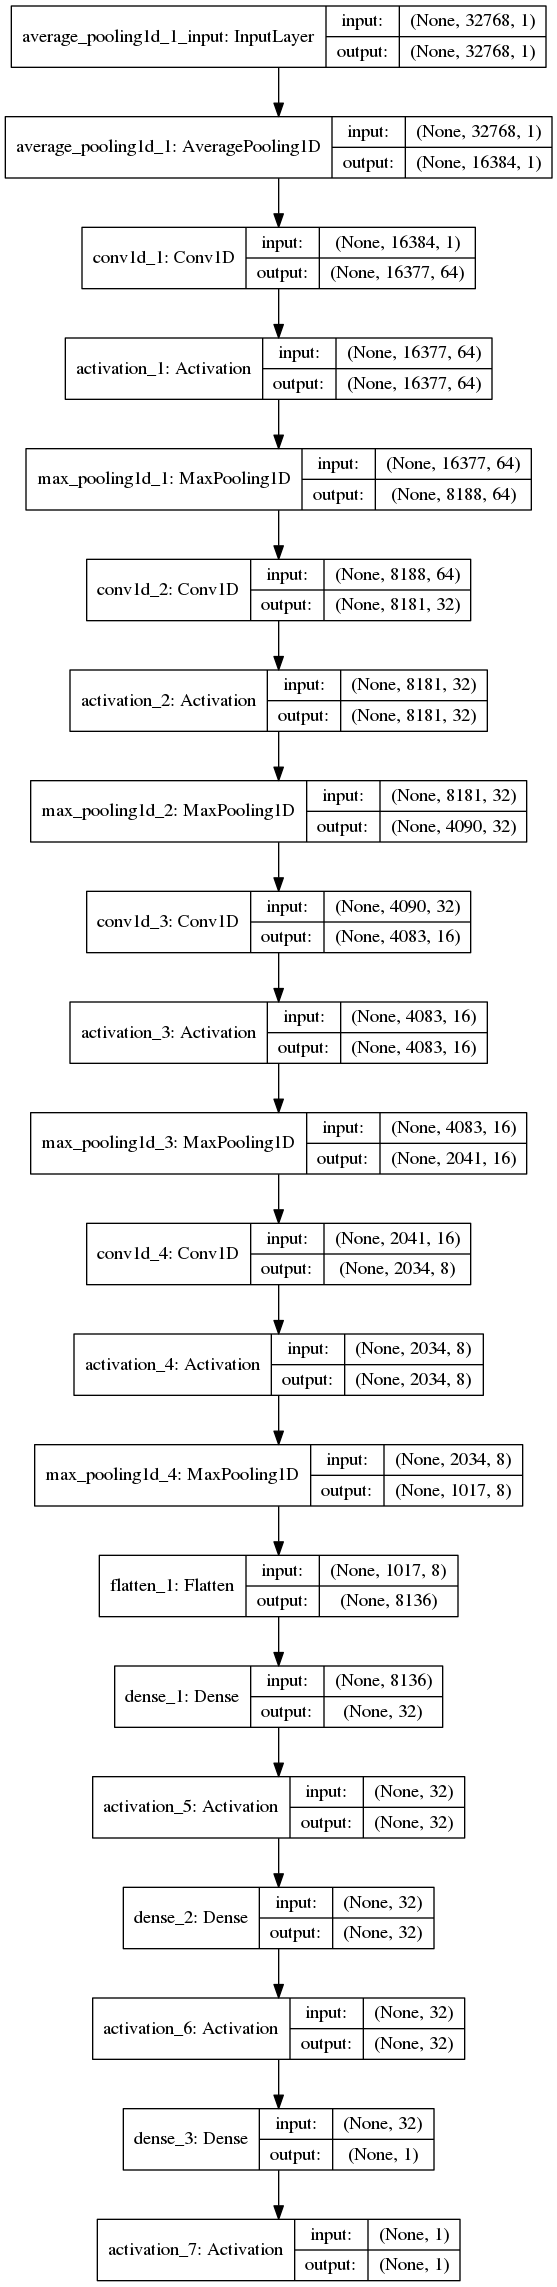 average_pooling1d_1_input: InputLayer
input: (None, 32768, 1)
output: (None, 32768, 1)
average_pooling1d_1: AveragePooling1D
input: (None, 32768, 1)
output: (None, 16384, 1)
conv1d_1: Conv1D
input: (None, 16384, 1)
output: (None, 16377, 64)
activation_1: Activation
input: (None, 16377, 64)
output: (None, 16377, 64)
max_pooling1d_1: MaxPooling1D
input: (None, 16377, 64)
output: (None, 8188, 64)
conv1d_2: Conv1D
input: (None, 8188, 64)
output: (None, 8181, 32)
activation_2: Activation
input: (None, 8181, 32)
output: (None, 8181, 32)
max_pooling1d_2: MaxPooling1D
input: (None, 8181, 32)
output: (None, 4090, 32)
conv1d_3: Conv1D
input: (None, 4090, 32)
output: (None, 4083, 16)
activation_3: Activation
input: (None, 4083, 16)
output: (None, 4083, 16)
max_pooling1d_3: MaxPooling1D
input: (None, 4083, 16)
output: (None, 2041, 16)
conv1d_4: Conv1D
input: (None, 2041, 16)
output: (None, 2034, 8)
activation_4: Activation
input: (None, 2034, 8)
output: (None, 2034, 8)
max_pooling1d_4: MaxPooling1D
input: (None, 2034, 8)
output: (None, 1017, 8)
flatten_1: Flatten
input: (None, 1017, 8)
output: (None, 8136)
dense_1: Dense
input: (None, 8136)
output: (None, 32)
activation_5: Activation
input: (None, 32)
output: (None, 32)
dense_2: Dense
input: (None, 32)
output: (None, 32)
activation_6: Activation
input: (None, 32)
output: (None, 32)
dense_3: Dense
input: (None, 32)
output: (None, 1)
activation_7: Activation
input: (None, 1)
output: (None, 1)